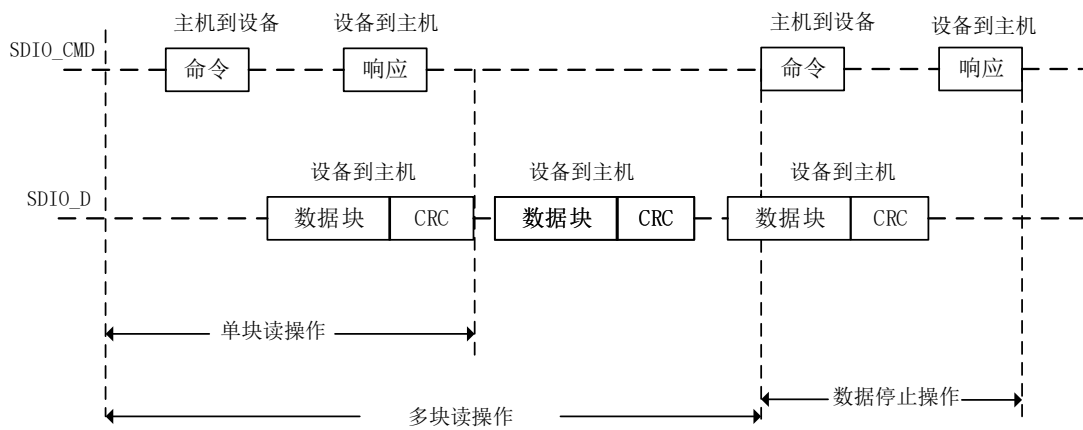 主机到设备 设备到主机 主机到设备 设备到主机
SDIO_CMD 命令 响应 命令 响应
设备到主机 设备到主机 设备到主机
SDIO_D 数据块 CRC 数据块 CRC 数据块 CRC
单块读操作
多块读操作 数据停止操作